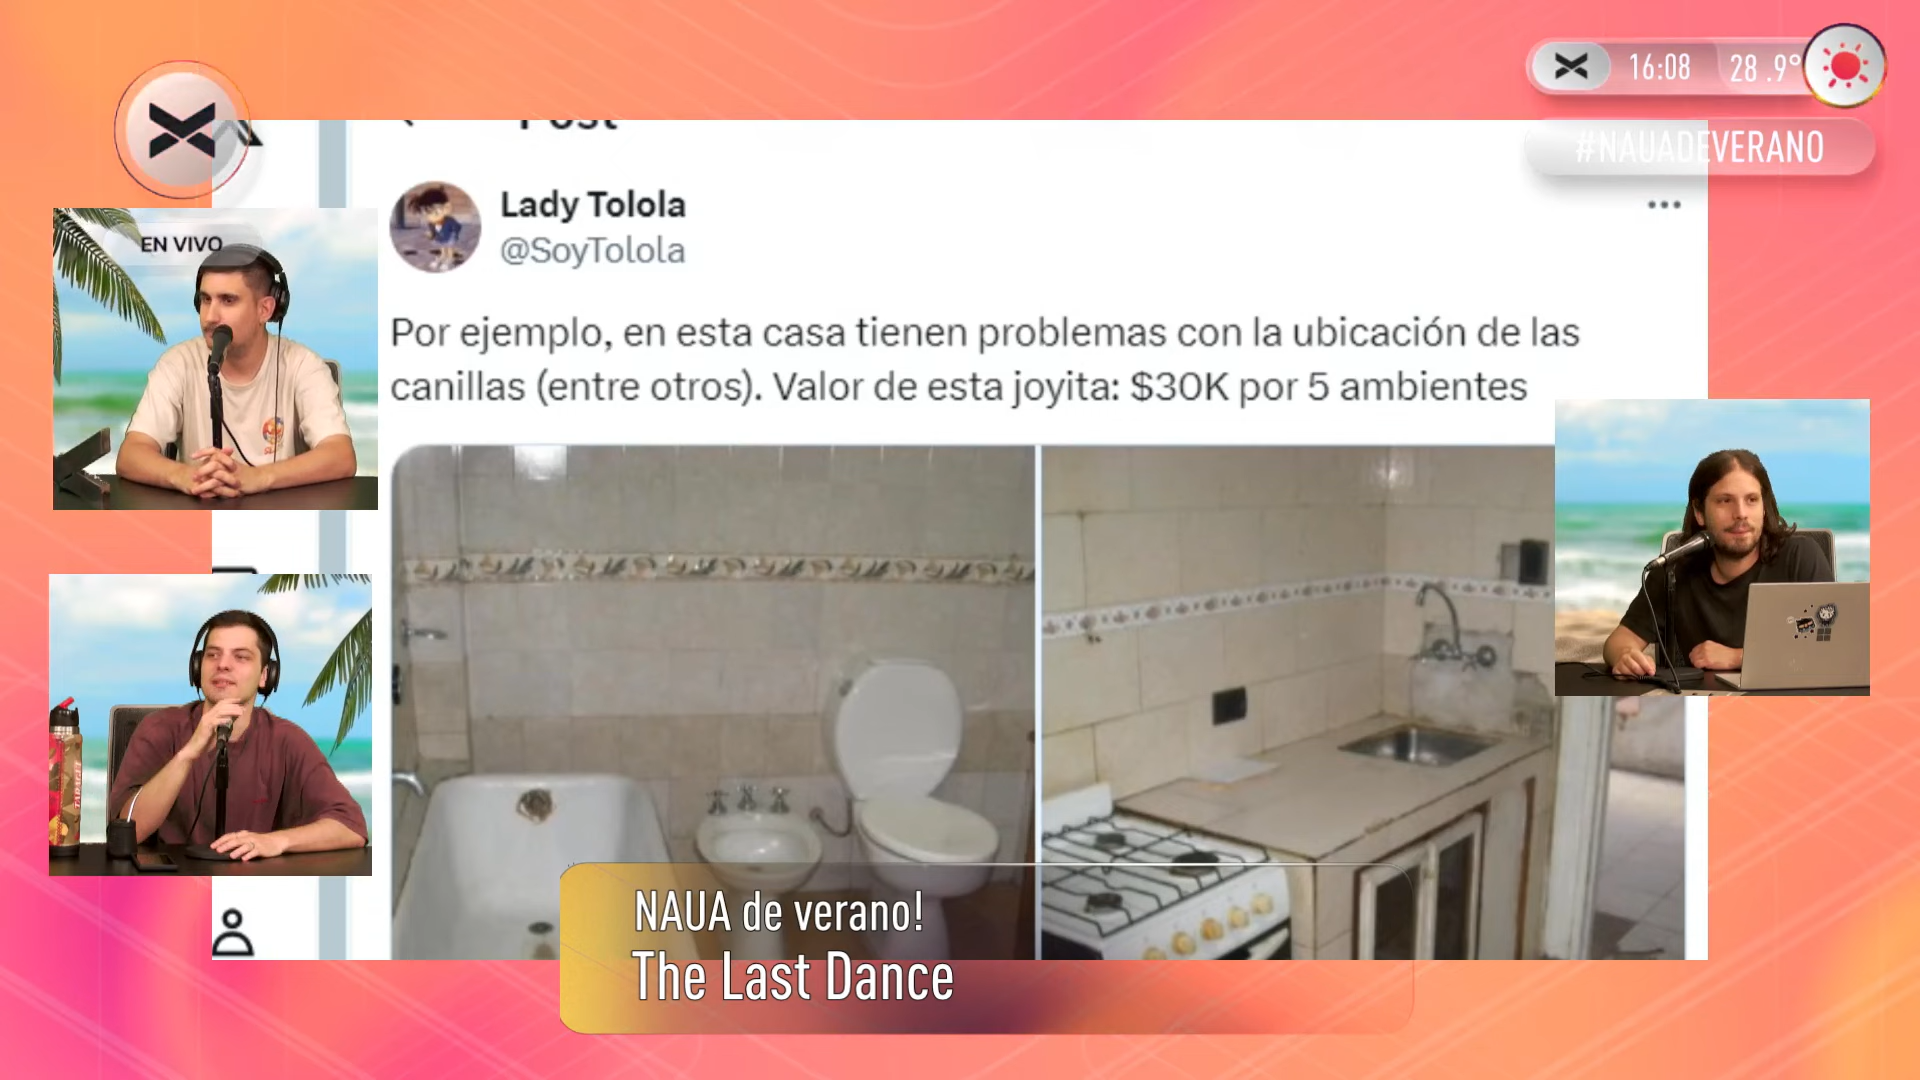 16:08
28.9°
#NAUADEVERANO
Post
Lady Tolola
@SoyTolola
EN VIVO
Por ejemplo, en esta casa tienen problemas con la ubicación de las
canillas (entre otros). Valor de esta joyita: $30K por 5 ambientes
NAUA de verano!
The Last Dance